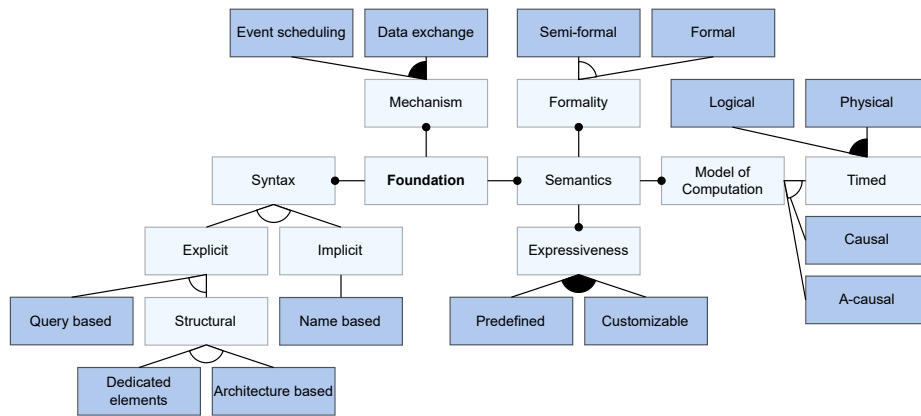 Event scheduling
Data exchange
Semi-formal
Formal
Mechanism
Formality
Logical
Physical
Syntax
Foundation
Semantics
Model of
Computation
Timed
Explicit
Implicit
Expressiveness
Causal
A-causal
Query based
Structural
Name based
Predefined
Customizable
Dedicated
elements
Architecture based